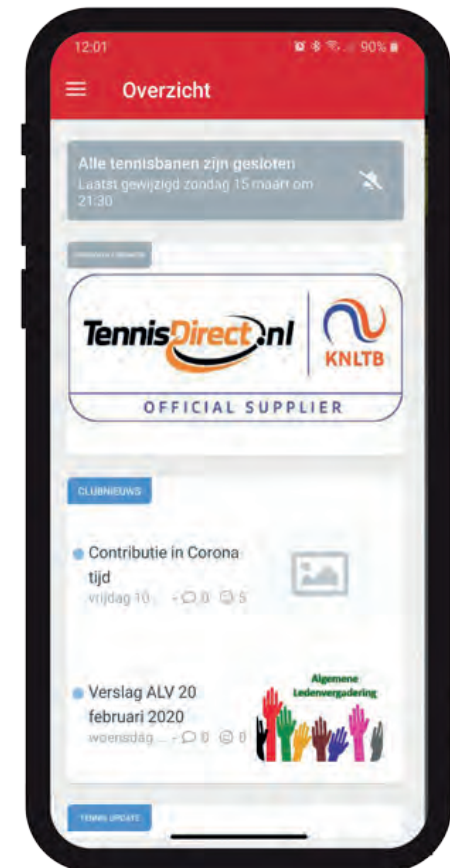 12:01 90%
Overzicht
Alle tennisbanen zijn gesloten
Laatst gewijzigd zondag 15 maart om
21:30
TennisDirect.nl
KNLTB
OFFICIAL SUPPLIER
CLUBNIEUWS
Contributie in Corona
tijd
vrijdag 10 ... - 0 5
Algemene
Ledenvergadering
Verslag ALV 20
februari 2020
woensdag ... - 0 0
TENNIS UPDATE